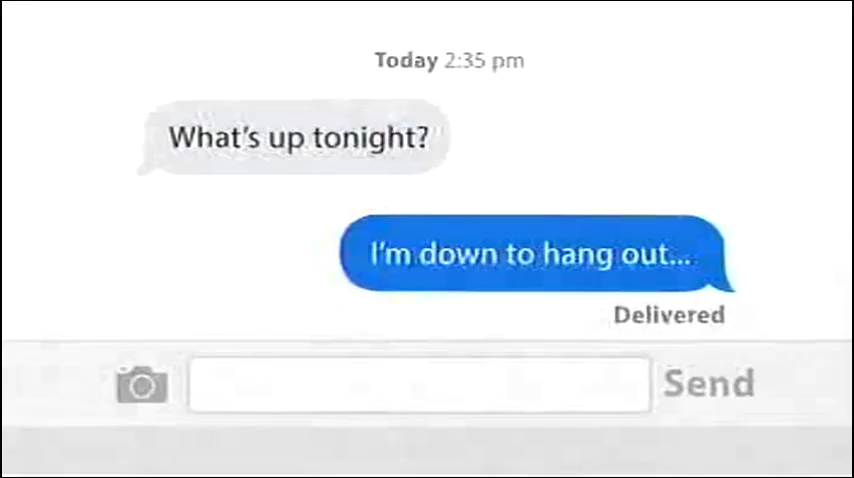 Today 2:35 pm
What's up tonight?
I'm down to hang out...
Delivered
Send